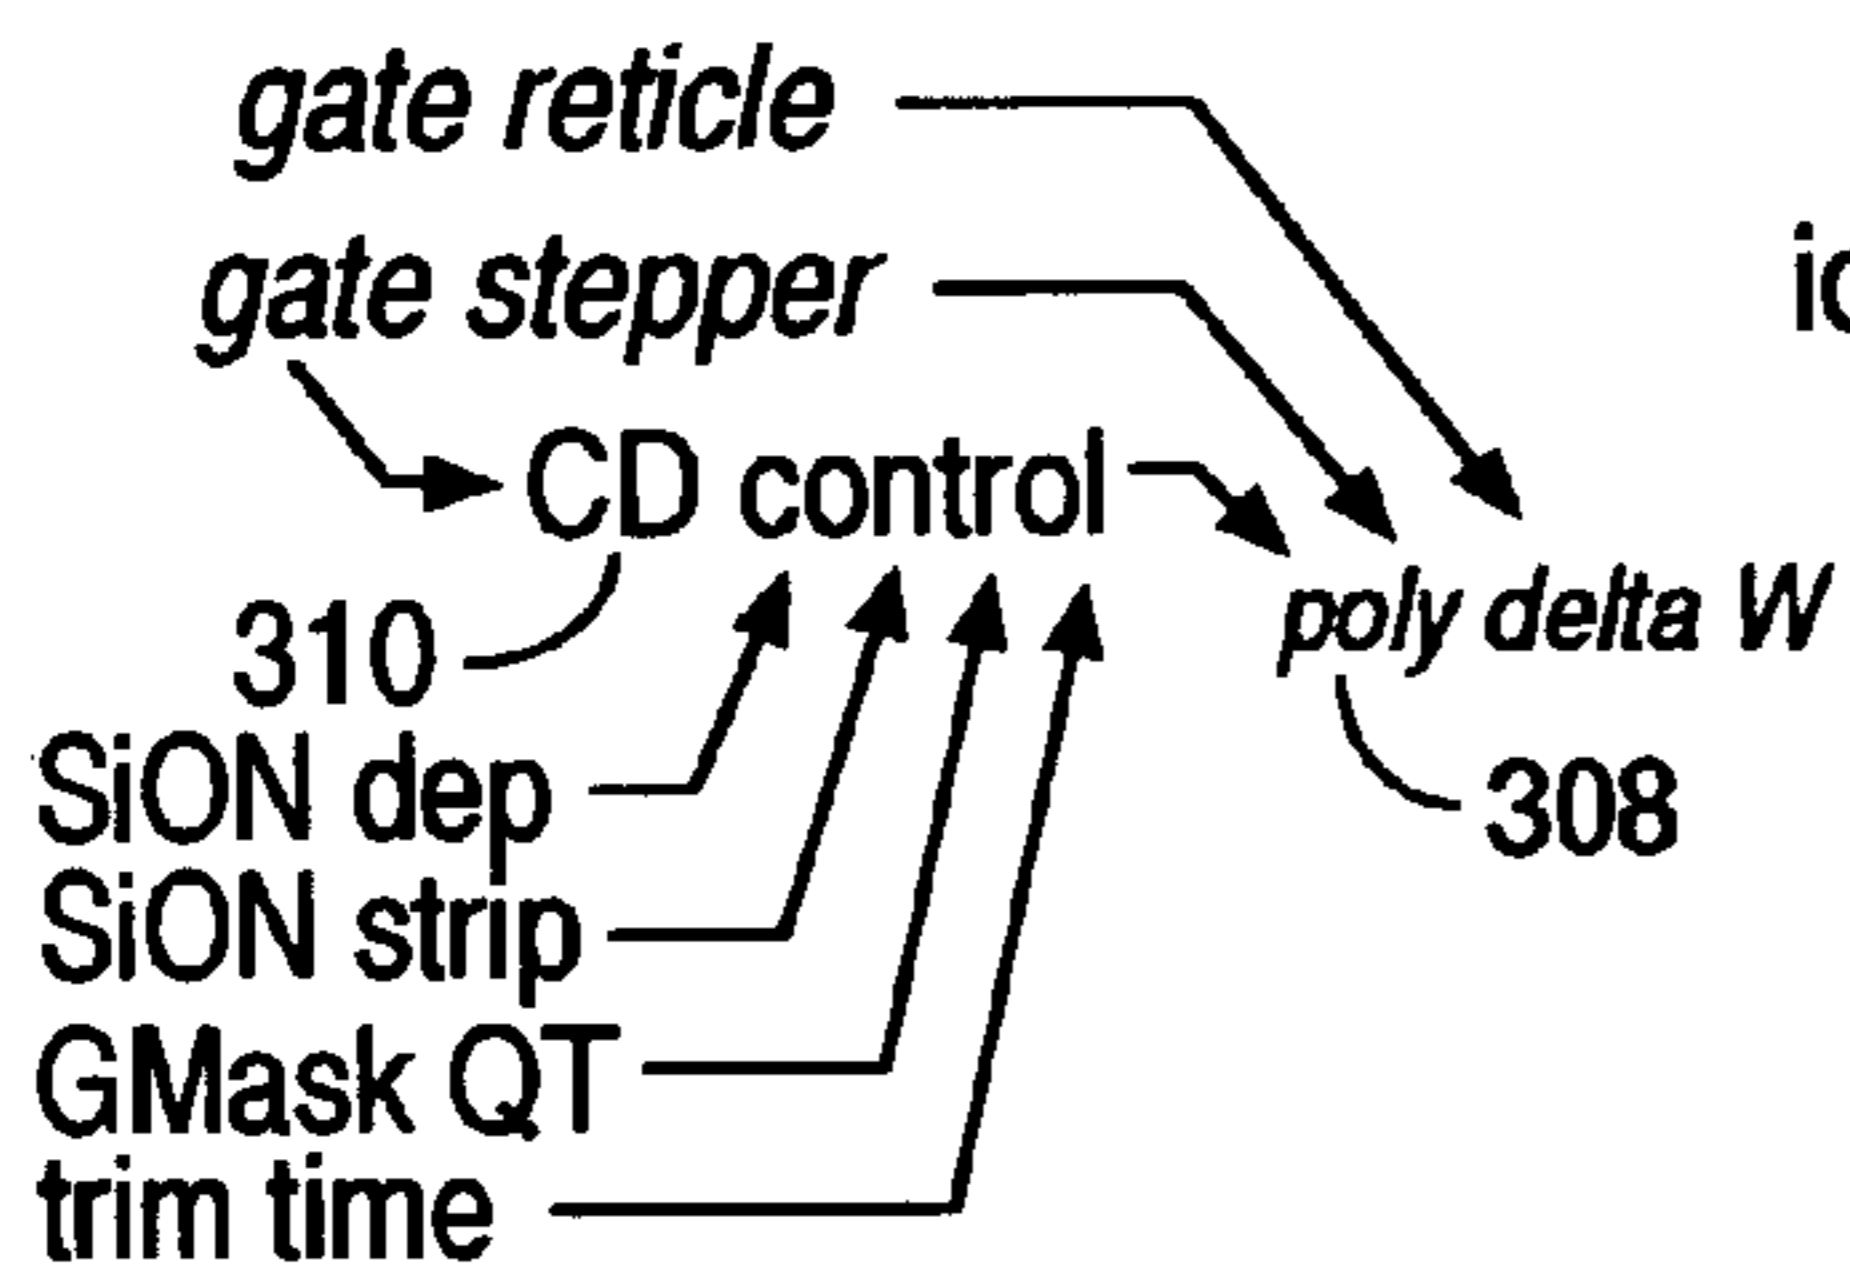 gate reticle
gate stepper
CD control
310
poly delta W
SiON dep
308
SiON strip
GMask QT
trim time